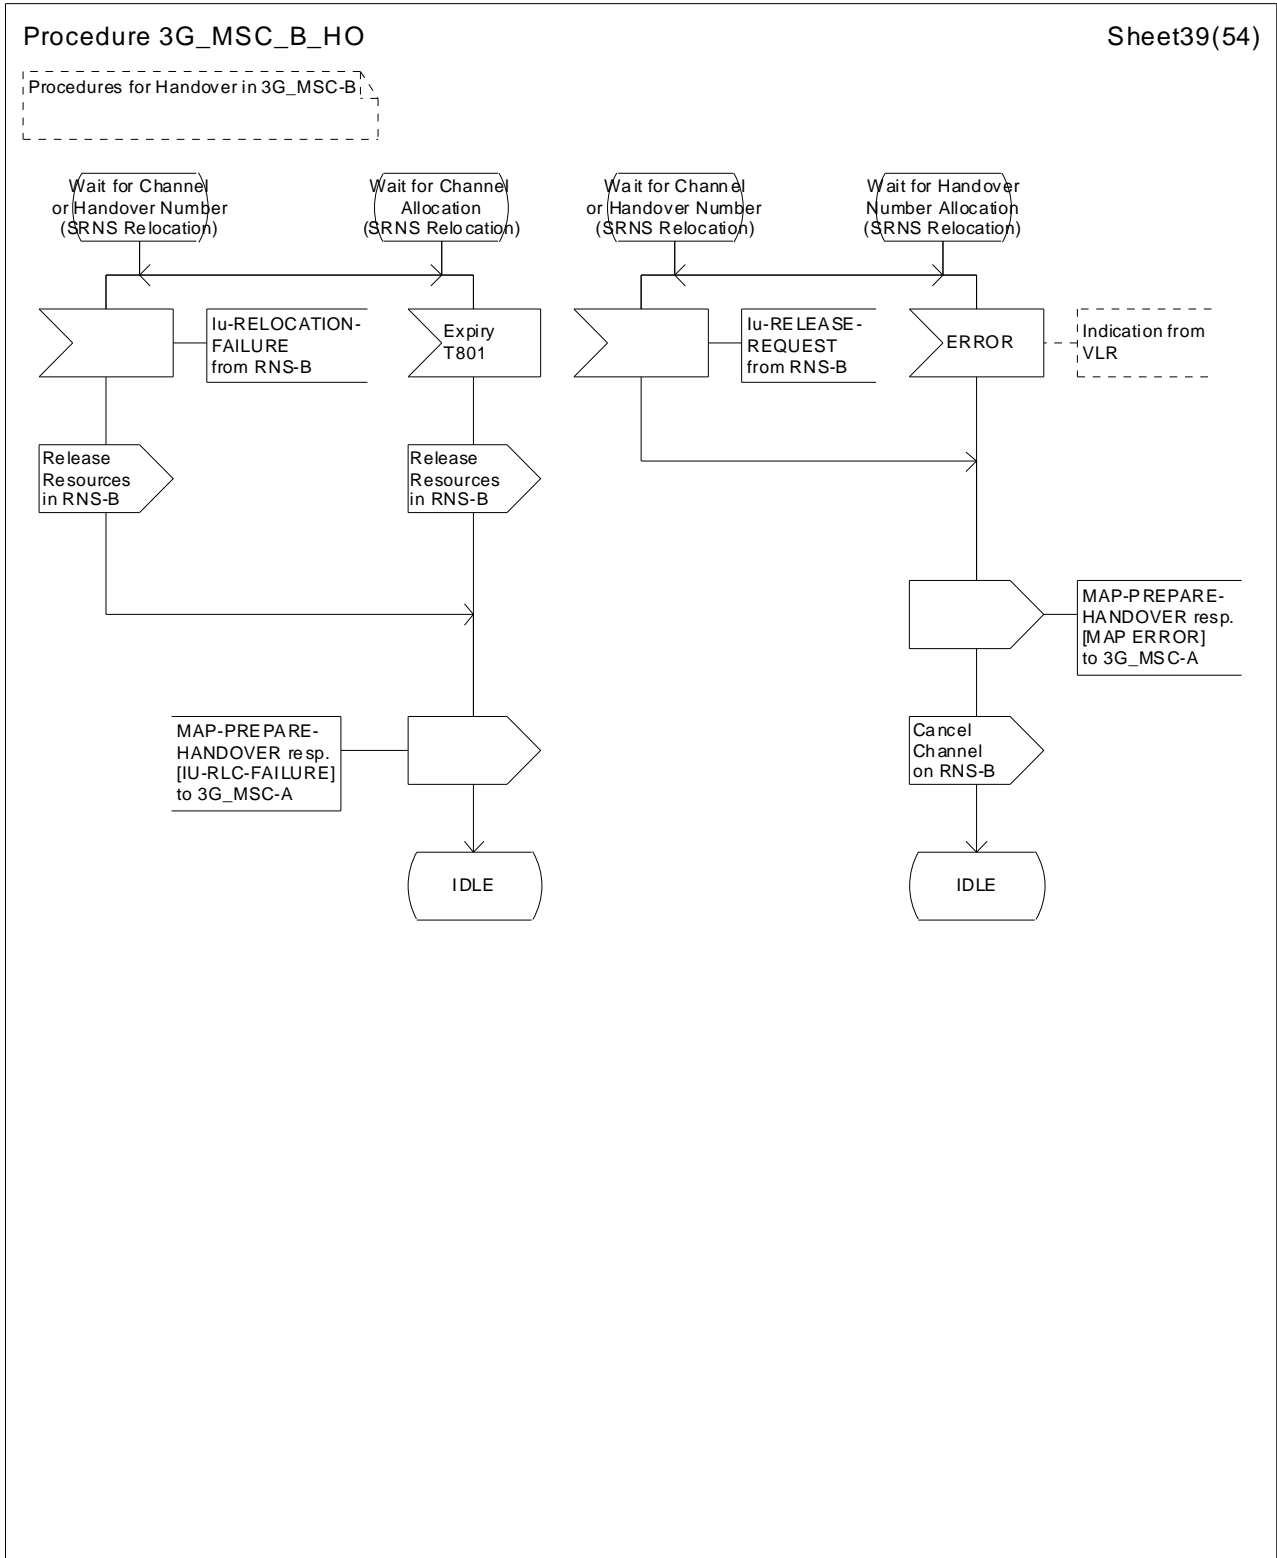 Procedure 3G_MSC_B_HO
Sheet39(54)
Procedures for Handover in 3G_MSC-B
Wait for Channel
or Handover Number
(SRNS Relocation)
Wait for Channel
Allocation
(SRNS Relocation)
Wait for Channel
or Handover Number
(SRNS Relocation)
Wait for Handover
Number Allocation
(SRNS Relocation)
Iu-RELOCATION-
FAILURE
from RNS-B
Expiry
T801
Iu-RELEASE-
REQUEST
from RNS-B
ERROR
Indication from
VLR
Release
Resources
in RNS-B
Release
Resources
in RNS-B
MAP-PREPARE-
HANDOVER resp.
[MAP ERROR]
to 3G_MSC-A
MAP-PREPARE-
HANDOVER resp.
[IU-RLC-FAILURE]
to 3G_MSC-A
Cancel
Channel
on RNS-B
IDLE
IDLE